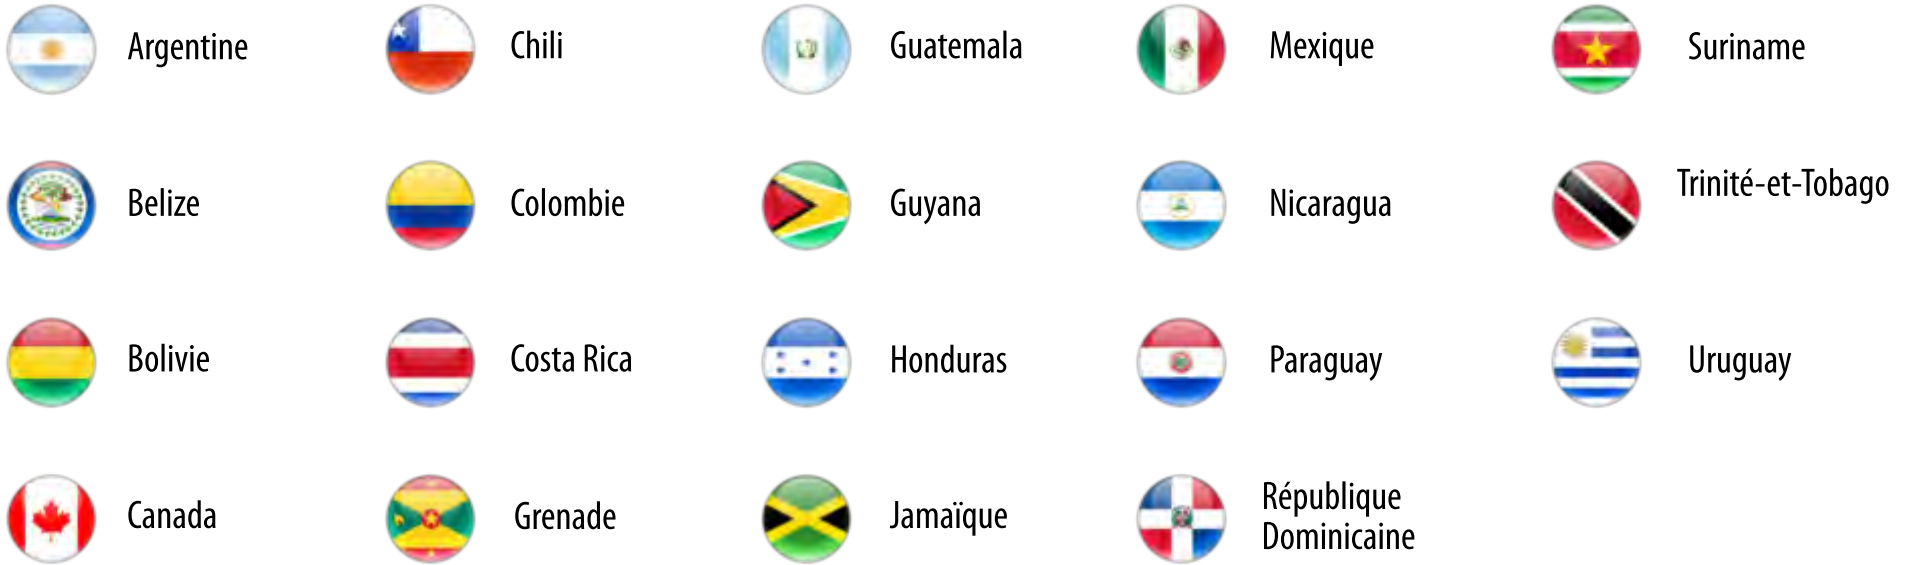 Argentine
Chili
Guatemala
Mexique
Suriname
Belize
Colombie
Guyana
Nicaragua
Trinité-et-Tobago
Bolivie
Costa Rica
Honduras
Paraguay
Uruguay
Canada
Grenade
Jamaïque
République
Dominicaine